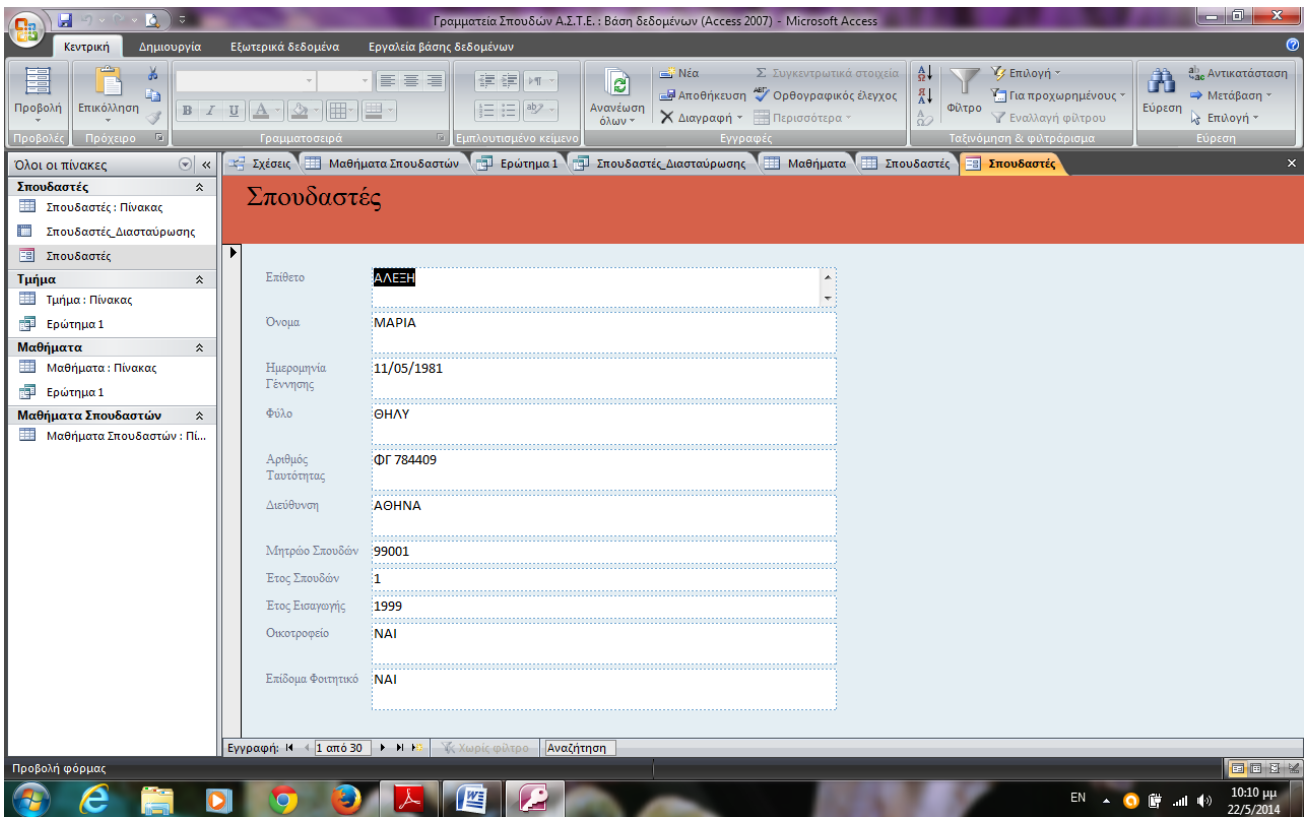 Γραμματεία Σπουδών Α.Σ.Τ.Ε. : Βάση δεδομένων (Access 2007) - Microsoft Access
Κεντρική Δημιουργία Εξωτερικά δεδομένα Εργαλεία βάσης δεδομένων
Προβολή
Προβολές
Επικόλληση
Πρόχειρο
B I U A
Γραμματοσειρά
Εμπλουτισμένο κείμενο
Ανανέωση όλων
Νέα
Αποθήκευση
Διαγραφή
Συγκεντρωτικά στοιχεία
Ορθογραφικός έλεγχος
Περισσότερα
Εγγραφές
Φίλτρο
Επιλογή
Για προχωρημένους
Εναλλαγή φίλτρου
Ταξινόμηση & φιλτράρισμα
Εύρεση
Αντικατάσταση
Μετάβαση
Επιλογή
Εύρεση
Όλοι οι πίνακες
Σπουδαστές
Σπουδαστές : Πίνακας
Σπουδαστές_Διασταύρωσης
Σπουδαστές
Τμήμα
Τμήμα : Πίνακας
Ερώτημα 1
Μαθήματα
Μαθήματα : Πίνακας
Ερώτημα 1
Μαθήματα Σπουδαστών
Μαθήματα Σπουδαστών : Πί...
Σχέσεις Μαθήματα Σπουδαστών Ερώτημα 1 Σπουδαστές_Διασταύρωσης Μαθήματα Σπουδαστές Σπουδαστές
Σπουδαστές
Επίθετο ΑΛΕΞΗ
Όνομα ΜΑΡΙΑ
Ημερομηνία Γέννησης 11/05/1981
Φύλο ΘΗΛΥ
Αριθμός Ταυτότητας ΦΓ 784409
Διεύθυνση ΑΘΗΝΑ
Μητρώο Σπουδών 99001
Έτος Σπουδών 1
Έτος Εισαγωγής 1999
Οικοτροφείο ΝΑΙ
Επίδομα Φοιτητικό ΝΑΙ
Εγγραφή: 1 από 30 Χωρίς φίλτρο Αναζήτηση
Προβολή φόρμας
EN 10:10 μμ
22/5/2014